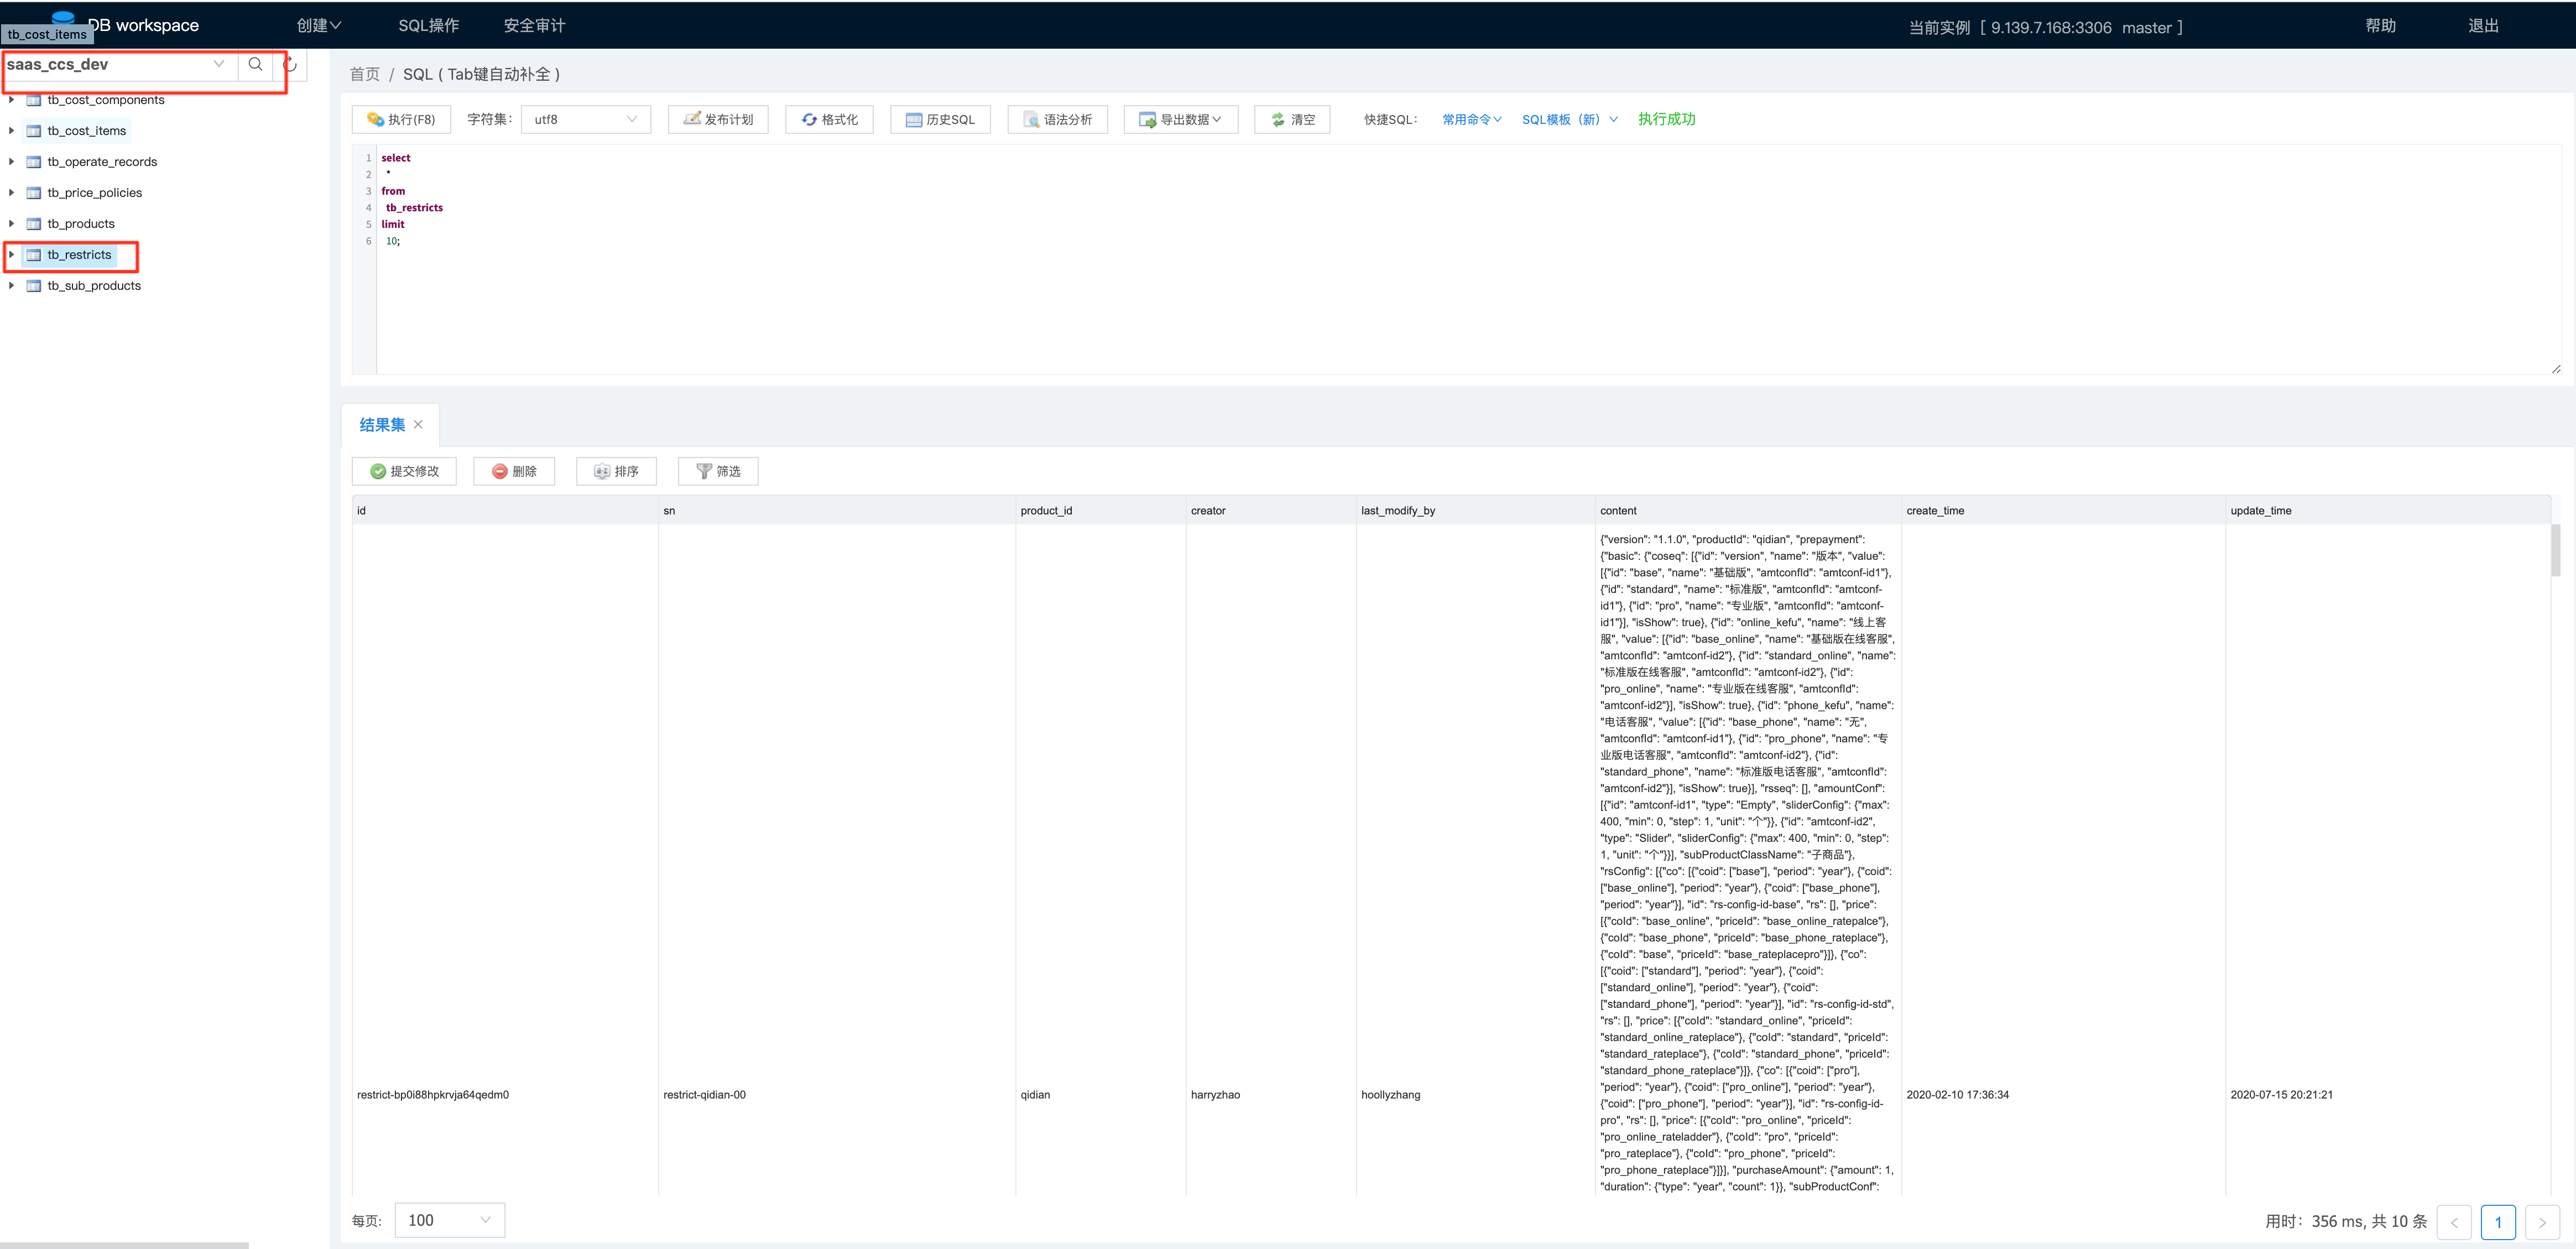 DB workspace
创建
SQL操作
安全审计
当前实例 [ 9.139.7.168:3306 master ]
帮助
退出
tb_cost_items
saas_ccs_dev
tb_cost_components
tb_cost_items
tb_operate_records
tb_price_policies
tb_products
tb_restricts
tb_sub_products
首页 / SQL ( Tab键自动补全 )
执行(F8)
字符集:
utf8
发布计划
格式化
历史SQL
语法分析
导出数据
清空
快捷SQL:
常用命令
SQL模板（新）
执行成功
1 select
2 *
3 from
4 tb_restricts
5 limit
6 10;
结果集
提交修改
删除
排序
筛选
id
sn
product_id
creator
last_modify_by
content
create_time
update_time
restrict-bp0i88hpkrvja64qedm0
restrict-qidian-00
qidian
harryzhao
hoollyzhang
{"version": "1.1.0", "productId": "qidian", "prepayment":
{"basic": {"coseq": [{"id": "version", "name": "版本", "value":
[{"id": "base", "name": "基础版", "amtconfId": "amtconf-id1"},
{"id": "standard", "name": "标准版", "amtconfId": "amtconf-
id1"}, {"id": "pro", "name": "专业版", "amtconfId": "amtconf-
id1"}], "isShow": true}, {"id": "online_kefu", "name": "线上客
服", "value": [{"id": "base_online", "name": "基础版在线客服",
"amtconfId": "amtconf-id2"}, {"id": "standard_online", "name":
"标准版在线客服", "amtconfId": "amtconf-id2"}, {"id":
"pro_online", "name": "专业版在线客服", "amtconfId":
"amtconf-id2"}], "isShow": true}, {"id": "phone_kefu", "name":
"电话客服", "value": [{"id": "base_phone", "name": "无",
"amtconfId": "amtconf-id1"}, {"id": "pro_phone", "name": "专
业版电话客服", "amtconfId": "amtconf-id2"}, {"id":
"standard_phone", "name": "标准版电话客服", "amtconfId":
"amtconf-id2"}], "isShow": true}], "rsseq": [], "amountConf":
[{"id": "amtconf-id1", "type": "Empty", "sliderConfig": {"max":
400, "min": 0, "step": 1, "unit": "个"}}, {"id": "amtconf-id2",
"type": "Slider", "sliderConfig": {"max": 400, "min": 0, "step":
1, "unit": "个"}}], "subProductClassName": "子商品"},
"rsConfig": [{"co": [{"coid": ["base"], "period": "year"}, {"coid":
["base_online"], "period": "year"}, {"coid": ["base_phone"],
"period": "year"}], "id": "rs-config-id-base", "rs": [], "price":
[{"coId": "base_online", "priceId": "base_online_ratepalce"},
{"coId": "base_phone", "priceId": "base_phone_rateplace"},
{"coId": "base", "priceId": "base_rateplacepro"}]}, {"co":
[{"coid": ["standard"], "period": "year"}, {"coid":
["standard_online"], "period": "year"}, {"coid":
["standard_phone"], "period": "year"}], "id": "rs-config-id-std",
"rs": [], "price": [{"coId": "standard_online", "priceId":
"standard_online_rateplace"}, {"coId": "standard", "priceId":
"standard_rateplace"}, {"coId": "standard_phone", "priceId":
"standard_phone_rateplace"}]}, {"co": [{"coid": ["pro"],
"period": "year"}, {"coid": ["pro_online"], "period": "year"},
{"coid": ["pro_phone"], "period": "year"}], "id": "rs-config-id-
pro", "rs": [], "price": [{"coId": "pro_online", "priceId":
"pro_online_rateladder"}, {"coId": "pro", "priceId":
"pro_rateplace"}, {"coId": "pro_phone", "priceId":
"pro_phone_rateplace"}]}], "purchaseAmount": {"amount": 1,
"duration": {"type": "year", "count": 1}}, "subProductConf":
2020-02-10 17:36:34
2020-07-15 20:21:21
每页:
100
用时：356 ms, 共 10 条
1